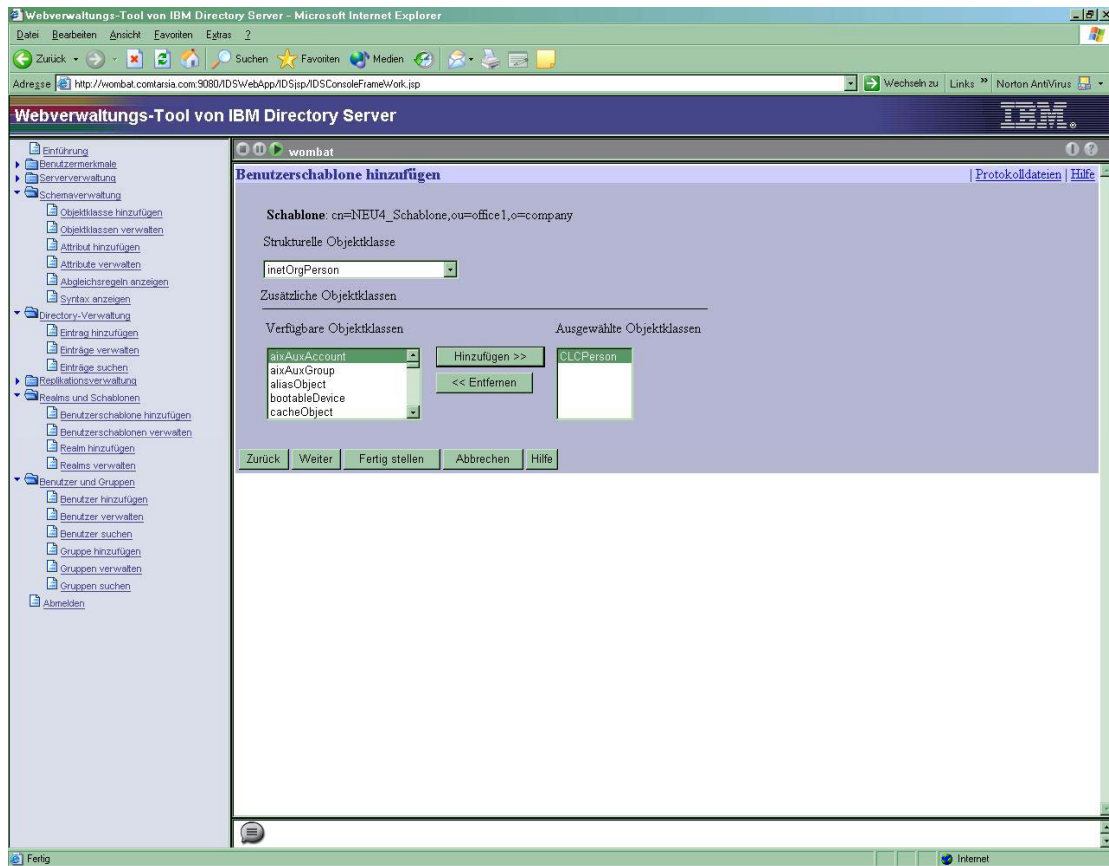 Webverwaltungs-Tool von IBM Directory Server - Microsoft Internet Explorer
Datei Bearbeiten Ansicht Favoriten Extras ?
Zurück Suchen Favoriten Medien
Adresse http://wombat.comtarsia.com:9080/IDSWebApp/IDSjsp/IDSConsoleFrameWork.jsp Wechseln zu Links » Norton AntiVirus
Webverwaltungs-Tool von IBM Directory Server IBM
Einführung
Benutzermerkmale
Serververwaltung
Schemaverwaltung
Objektklasse hinzufügen
Objektklassen verwalten
Attribut hinzufügen
Attribute verwalten
Abgleichsregeln anzeigen
Syntax anzeigen
Directory-Verwaltung
Eintrag hinzufügen
Einträge verwalten
Einträge suchen
Replikationsverwaltung
Realms und Schablonen
Benutzerschablone hinzufügen
Benutzerschablonen verwalten
Realm hinzufügen
Realms verwalten
Benutzer und Gruppen
Benutzer hinzufügen
Benutzer verwalten
Benutzer suchen
Gruppe hinzufügen
Gruppen verwalten
Gruppen suchen
Abmelden
wombat
Benutzerschablone hinzufügen | Protokolldateien | Hilfe
Schablone: cn=NEU4_Schablone,ou=office1,o=company
Strukturelle Objektklasse
inetOrgPerson
Zusätzliche Objektklassen
Verfügbare Objektklassen Ausgewählte Objektklassen
aixAuxAccount
aixAuxGroup
aliasObject
bootableDevice
cacheObject
Hinzufügen >>
<< Entfernen
CLCPerson
Zurück Weiter Fertig stellen Abbrechen Hilfe
Fertig Internet